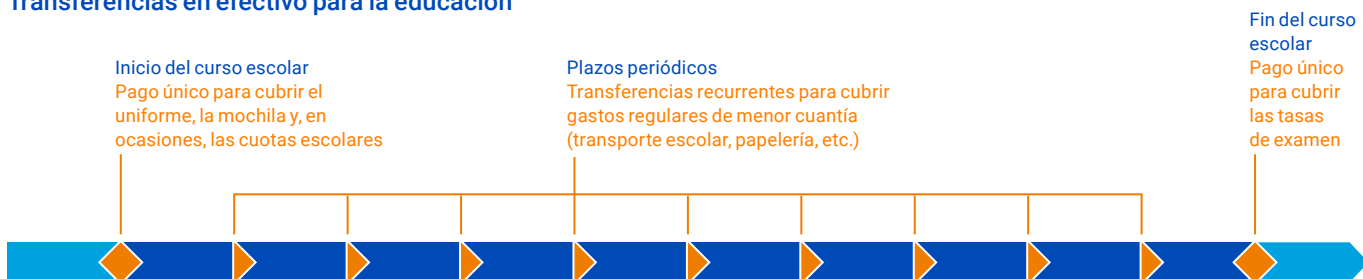 Transferencias en efectivo para la educación
Inicio del curso escolar
Pago único para cubrir el
uniforme, la mochila y, en
ocasiones, las cuotas escolares
Plazos periódicos
Transferencias recurrentes para cubrir
gastos regulares de menor cuantía
(transporte escolar, papelería, etc.)
Fin del curso
escolar
Pago único
para cubrir
las tasas
de examen